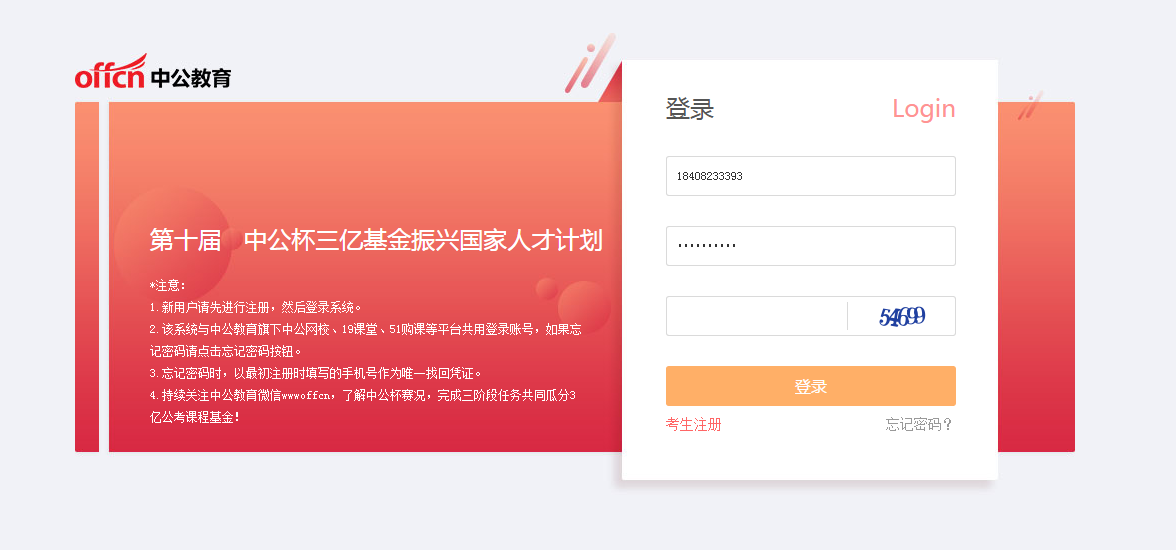 offcn 中公教育
登录 Login
18408233393
••••••••••
54699
登录
考生注册 忘记密码？
第十届 中公杯三亿基金振兴国家人才计划
*注意：
1.新用户请先进行注册，然后登录系统。
2.该系统与中公教育旗下中公网校、19课堂、51购课等平台共用登录账号，如果忘
记密码请点击忘记密码按钮。
3.忘记密码时，以最初注册时填写的手机号作为唯一找回凭证。
4.持续关注中公教育微信wwwoffcn，了解中公杯赛况，完成三阶段任务共同瓜分3
亿公考课程基金！